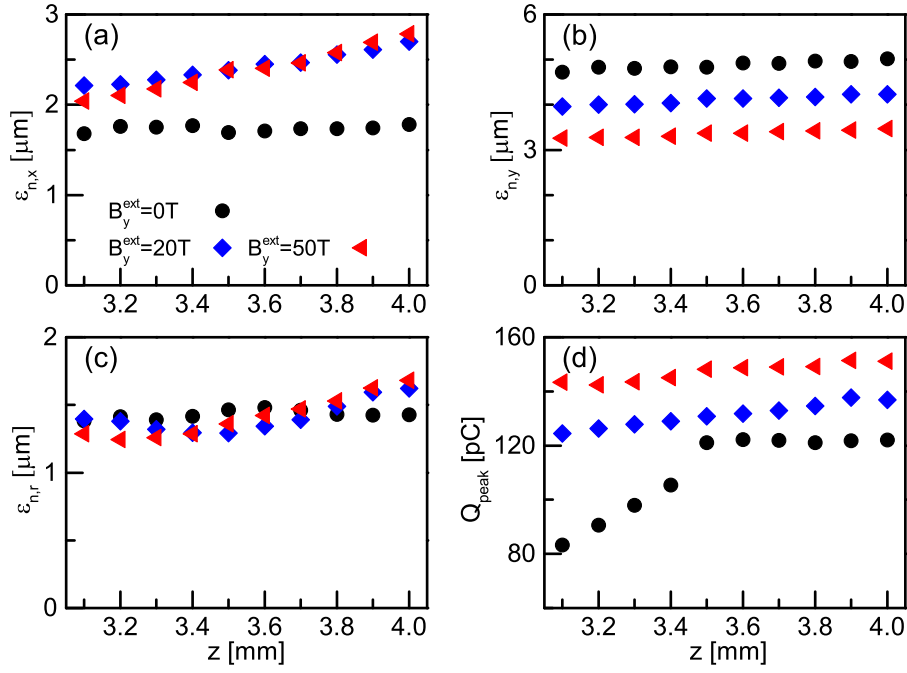 3
(a)
2
1
0
ε_{n,x} [μm]
B_y^{ext}=0T
B_y^{ext}=20T B_y^{ext}=50T
3.2 3.4 3.6 3.8 4.0
6
(b)
3
0
ε_{n,y} [μm]
3.2 3.4 3.6 3.8 4.0
2
(c)
1
0
ε_{n,r} [μm]
3.2 3.4 3.6 3.8 4.0
z [mm]
160
(d)
120
80
Q_{peak} [pC]
3.2 3.4 3.6 3.8 4.0
z [mm]